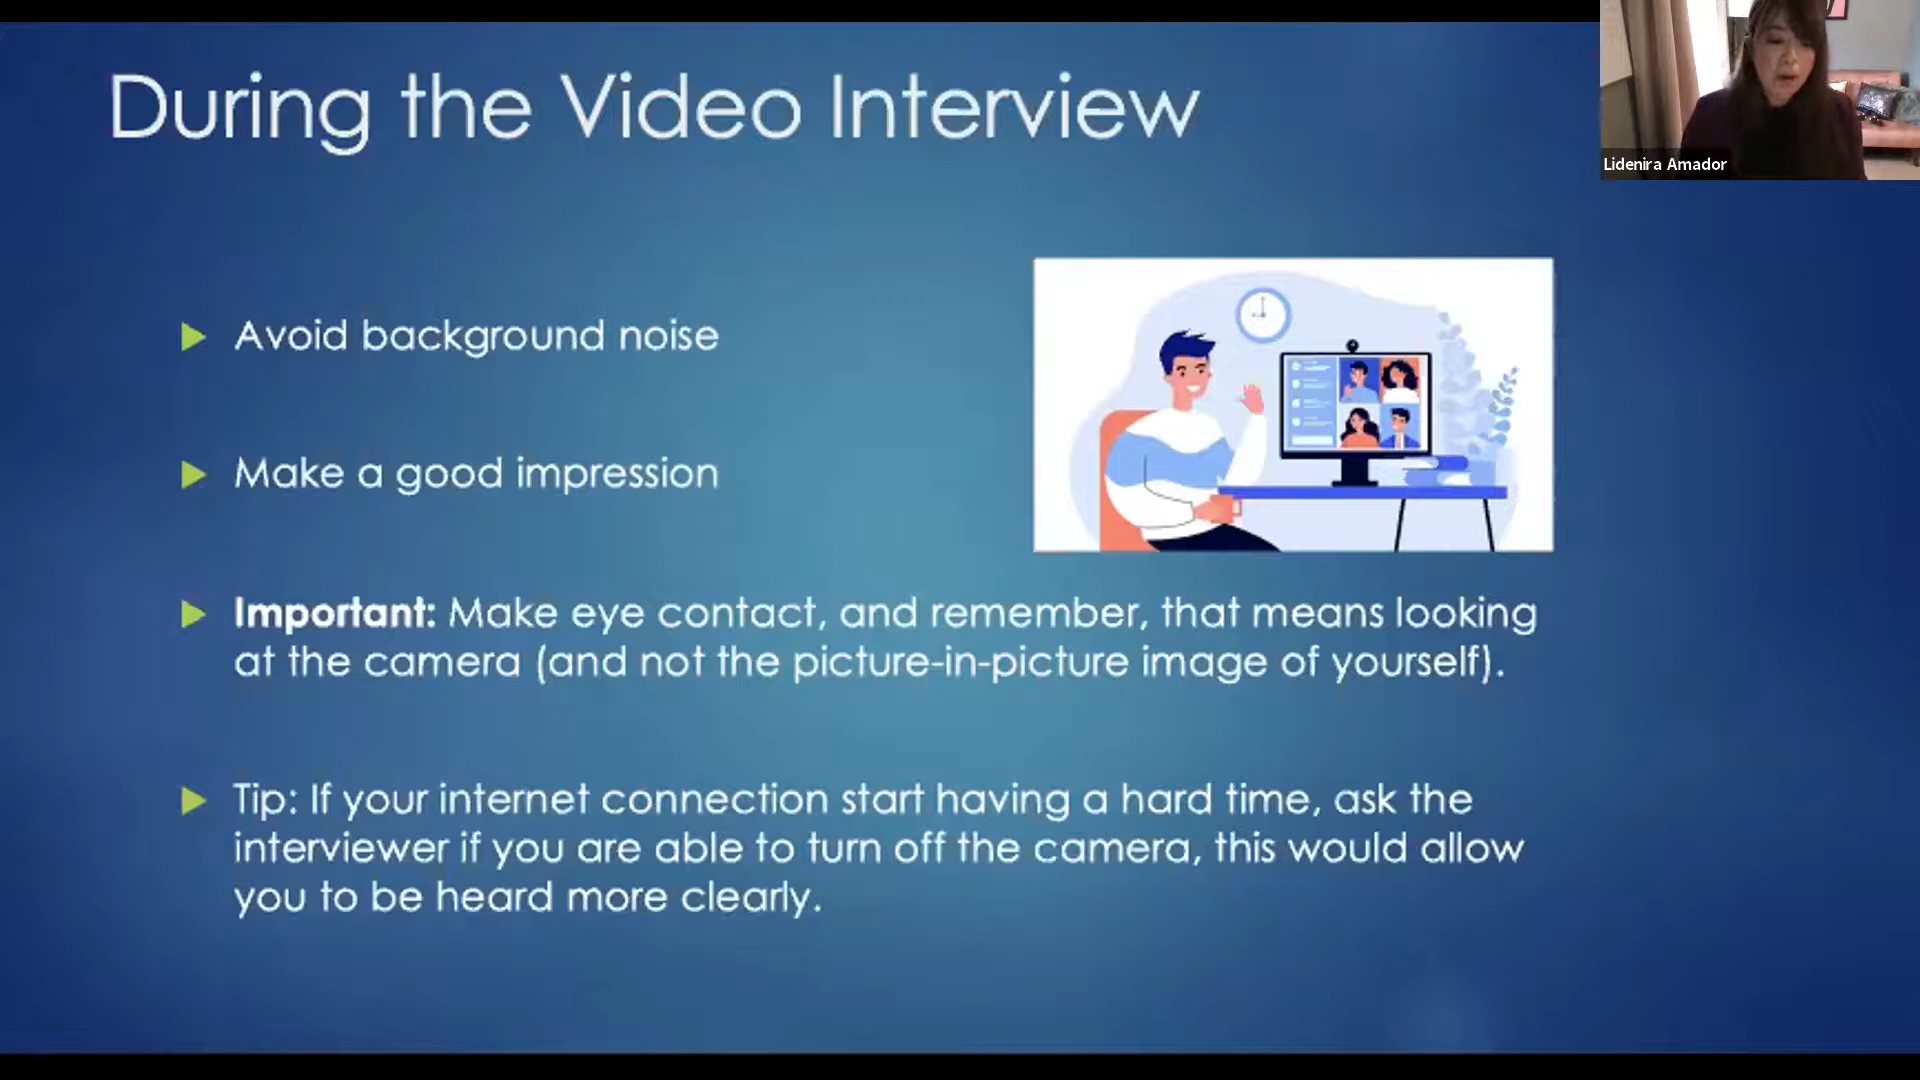 During the Video Interview
Lidenira Amador
Avoid background noise
Make a good impression
Important: Make eye contact, and remember, that means looking
at the camera (and not the picture-in-picture image of yourself).
Tip: If your internet connection start having a hard time, ask the
interviewer if you are able to turn off the camera, this would allow
you to be heard more clearly.